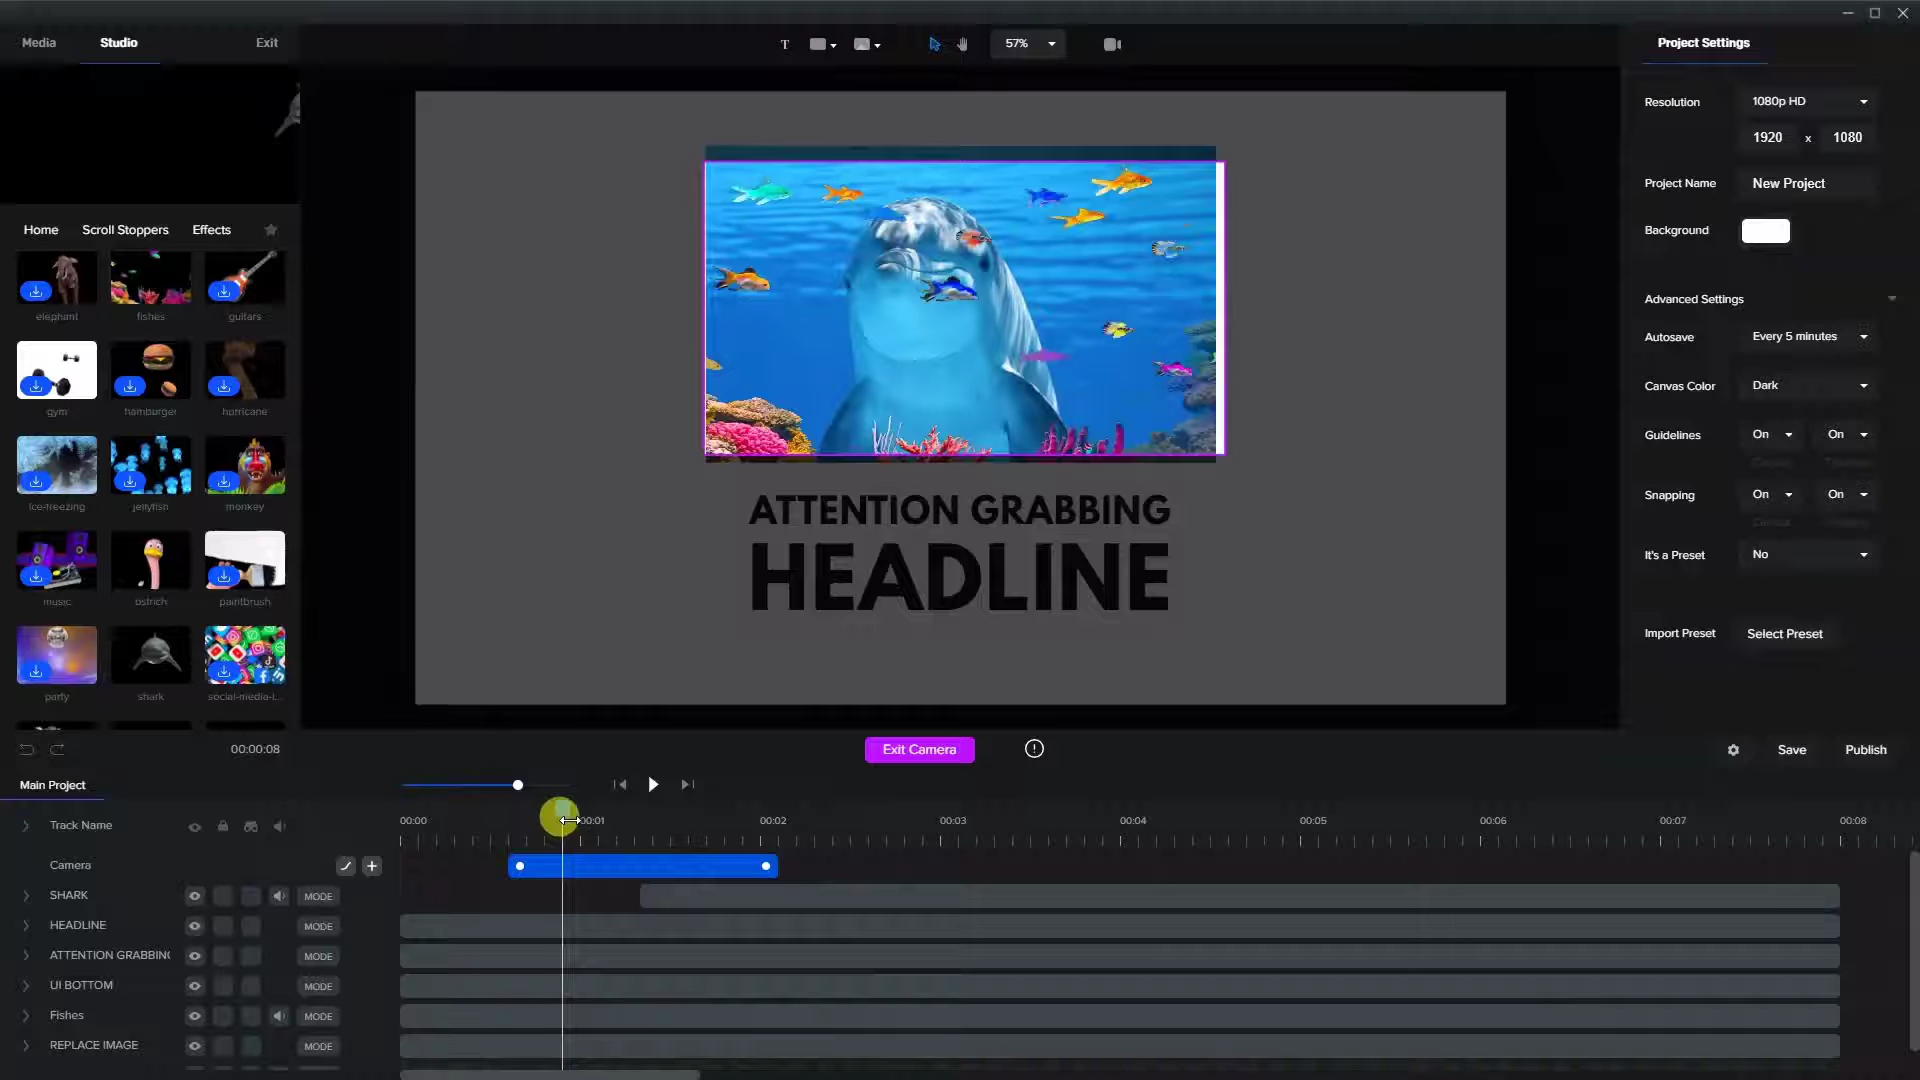 Media
Studio
Exit
T
57%
Project Settings
Resolution
1080p HD
1920 x 1080
Project Name
New Project
Background
Home
Scroll Stoppers
Effects
Advanced Settings
elephant
fishes
guitars
Autosave
Every 5 minutes
Canvas Color
Dark
gym
hamburger
hurricane
Guidelines
On
On
Canvas
Timeline
Snapping
On
On
Canvas
Timeline
ice-freezing
jellyfish
monkey
ATTENTION GRABBING
HEADLINE
It's a Preset
No
music
ostrich
paintbrush
Import Preset
Select Preset
party
shark
social-media-l...
00:00:08
Exit Camera
Save
Publish
Main Project
Track Name
00:00
00:01
00:02
00:03
00:04
00:05
00:06
00:07
00:08
Camera
SHARK
MODE
HEADLINE
MODE
ATTENTION GRABBING
MODE
UI BOTTOM
MODE
Fishes
MODE
REPLACE IMAGE
MODE